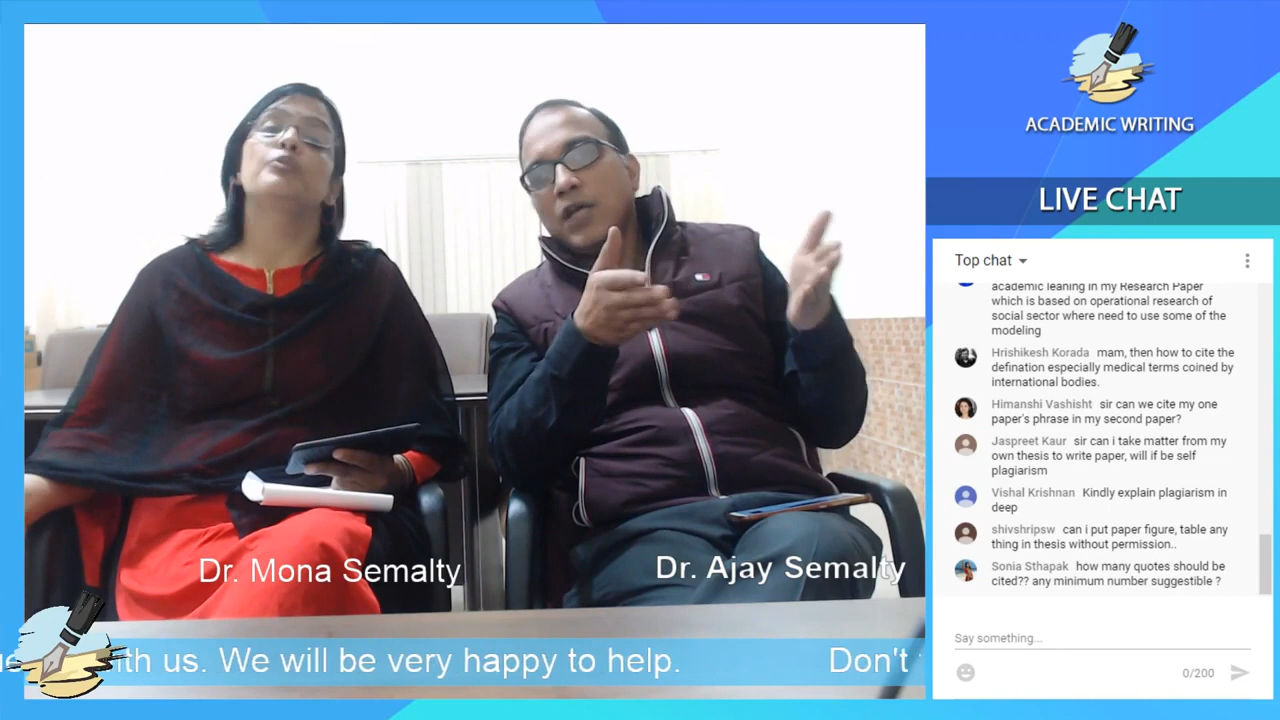 ACADEMIC WRITING
LIVE CHAT
Top chat
academic leaning in my Research Paper
which is based on operational research of
social sector where need to use some of the
modeling
Hrishikesh Korada mam, then how to cite the
defination especially medical terms coined by
international bodies.
Himanshi Vashisht sir can we cite my one
paper's phrase in my second paper?
Jaspreet Kaur sir can i take matter from my
own thesis to write paper, will if be self
plagiarism
Vishal Krishnan Kindly explain plagiarism in
deep
shivshripsw can i put paper figure, table any
thing in thesis without permission..
Sonia Sthapak how many quotes should be
cited?? any minimum number suggestible ?
Say something...
0/200
Dr. Mona Semalty
Dr. Ajay Semalty
with us. We will be very happy to help. Don't